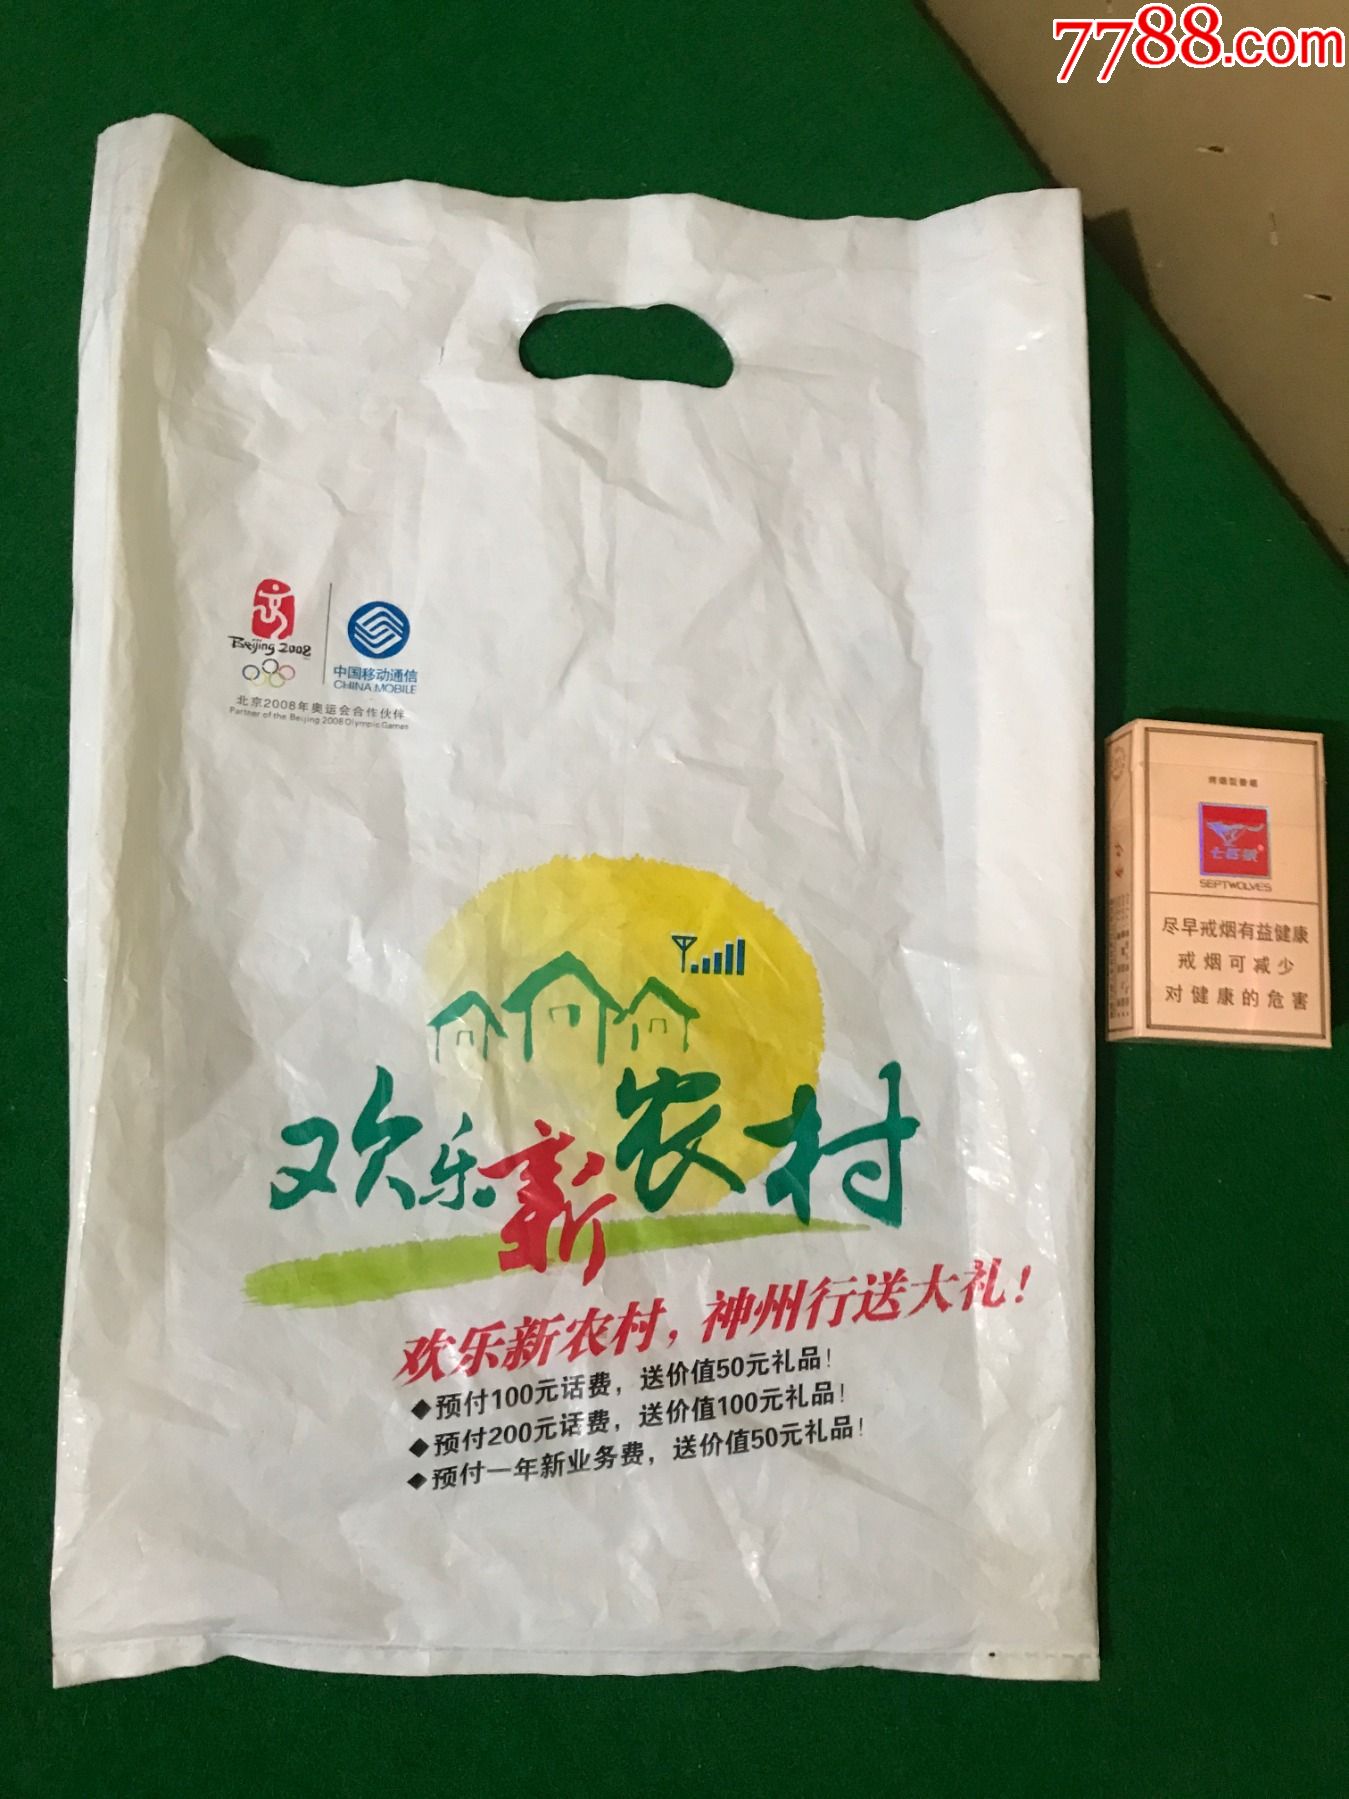 7788.com
Beijing 2008
中国移动通信
CHINA MOBILE
北京2008年奥运会合作伙伴
Partner of the Beijing 2008 Olympic Games
欢乐新农村
欢乐新农村，神州行送大礼！
◆预付100元话费，送价值50元礼品！
◆预付200元话费，送价值100元礼品！
◆预付一年新业务费，送价值50元礼品！
烤烟型香烟
七匹狼
SEPTWOLVES
尽早戒烟有益健康
戒烟可减少
对健康的危害